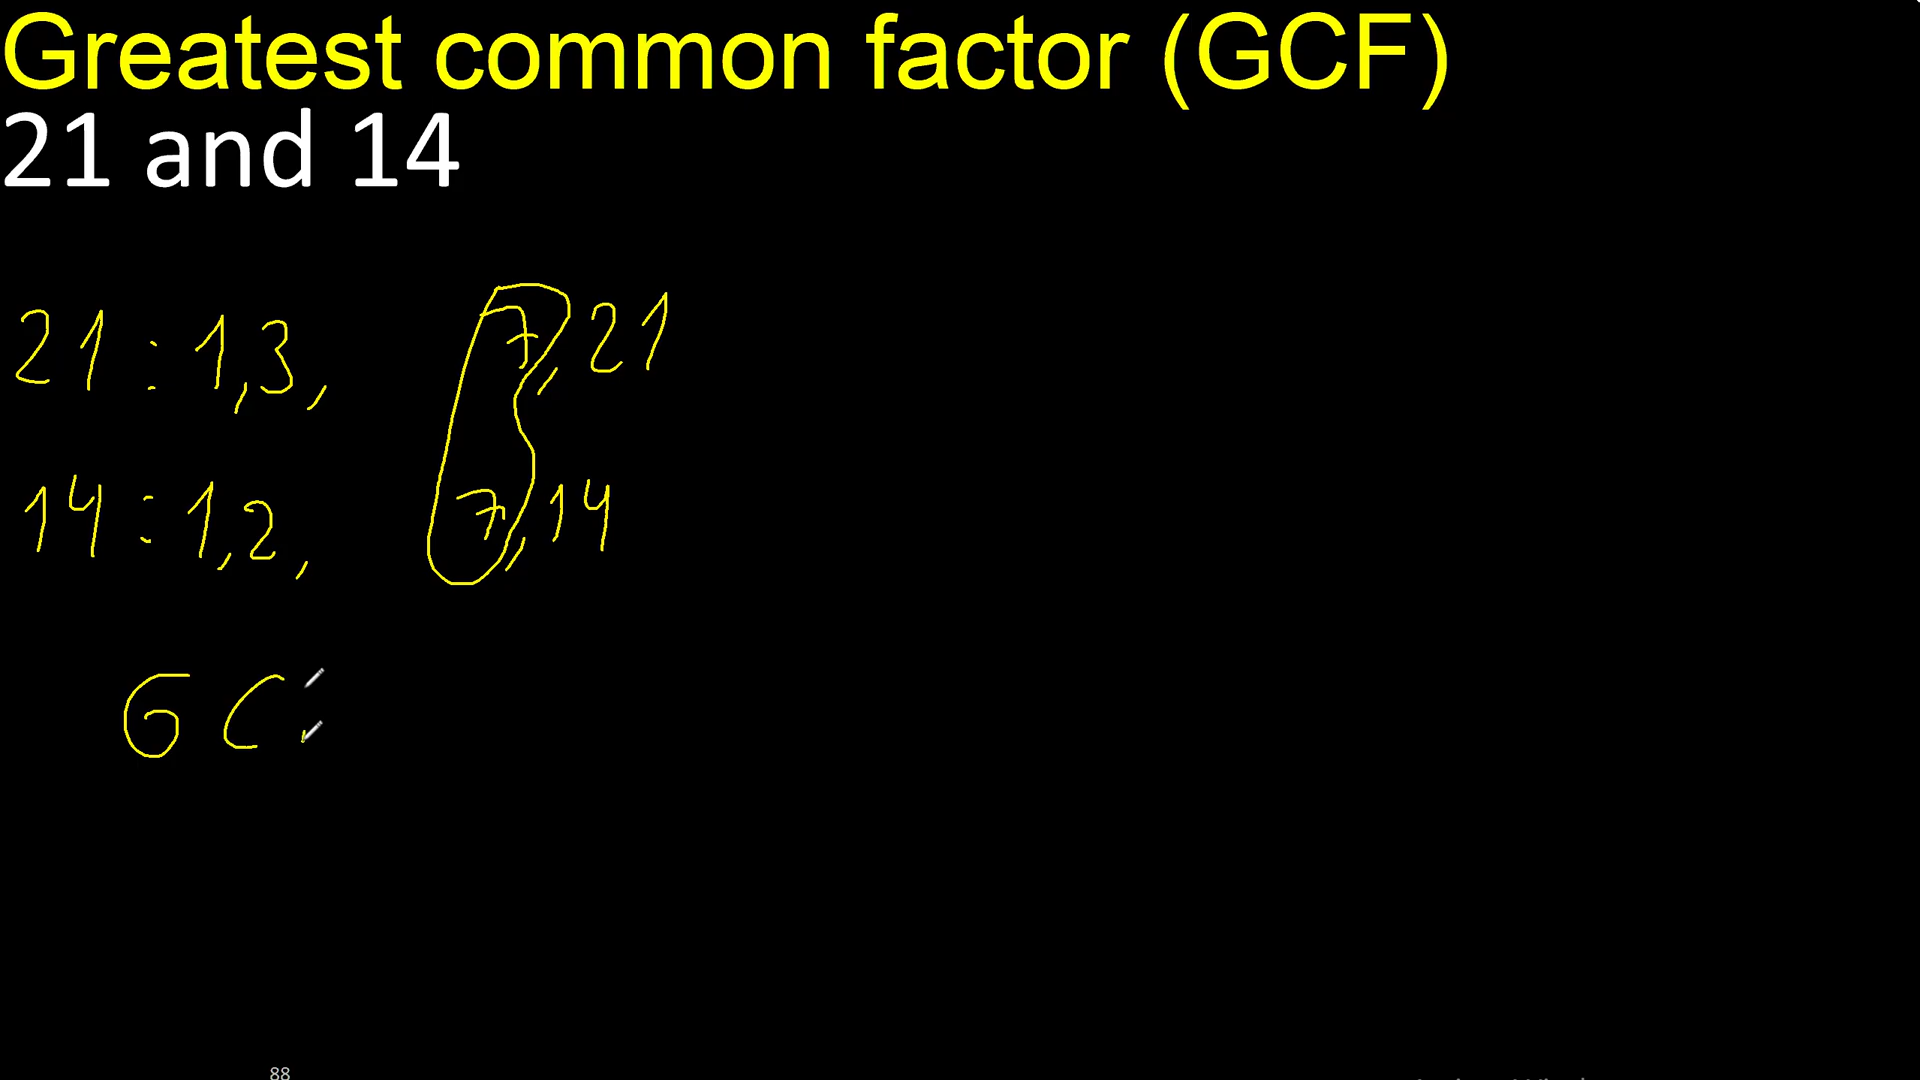 Greatest common factor (GCF)
21 and 14
21 : 1,3, 7,21
14 : 1,2, 7,14
GC
88